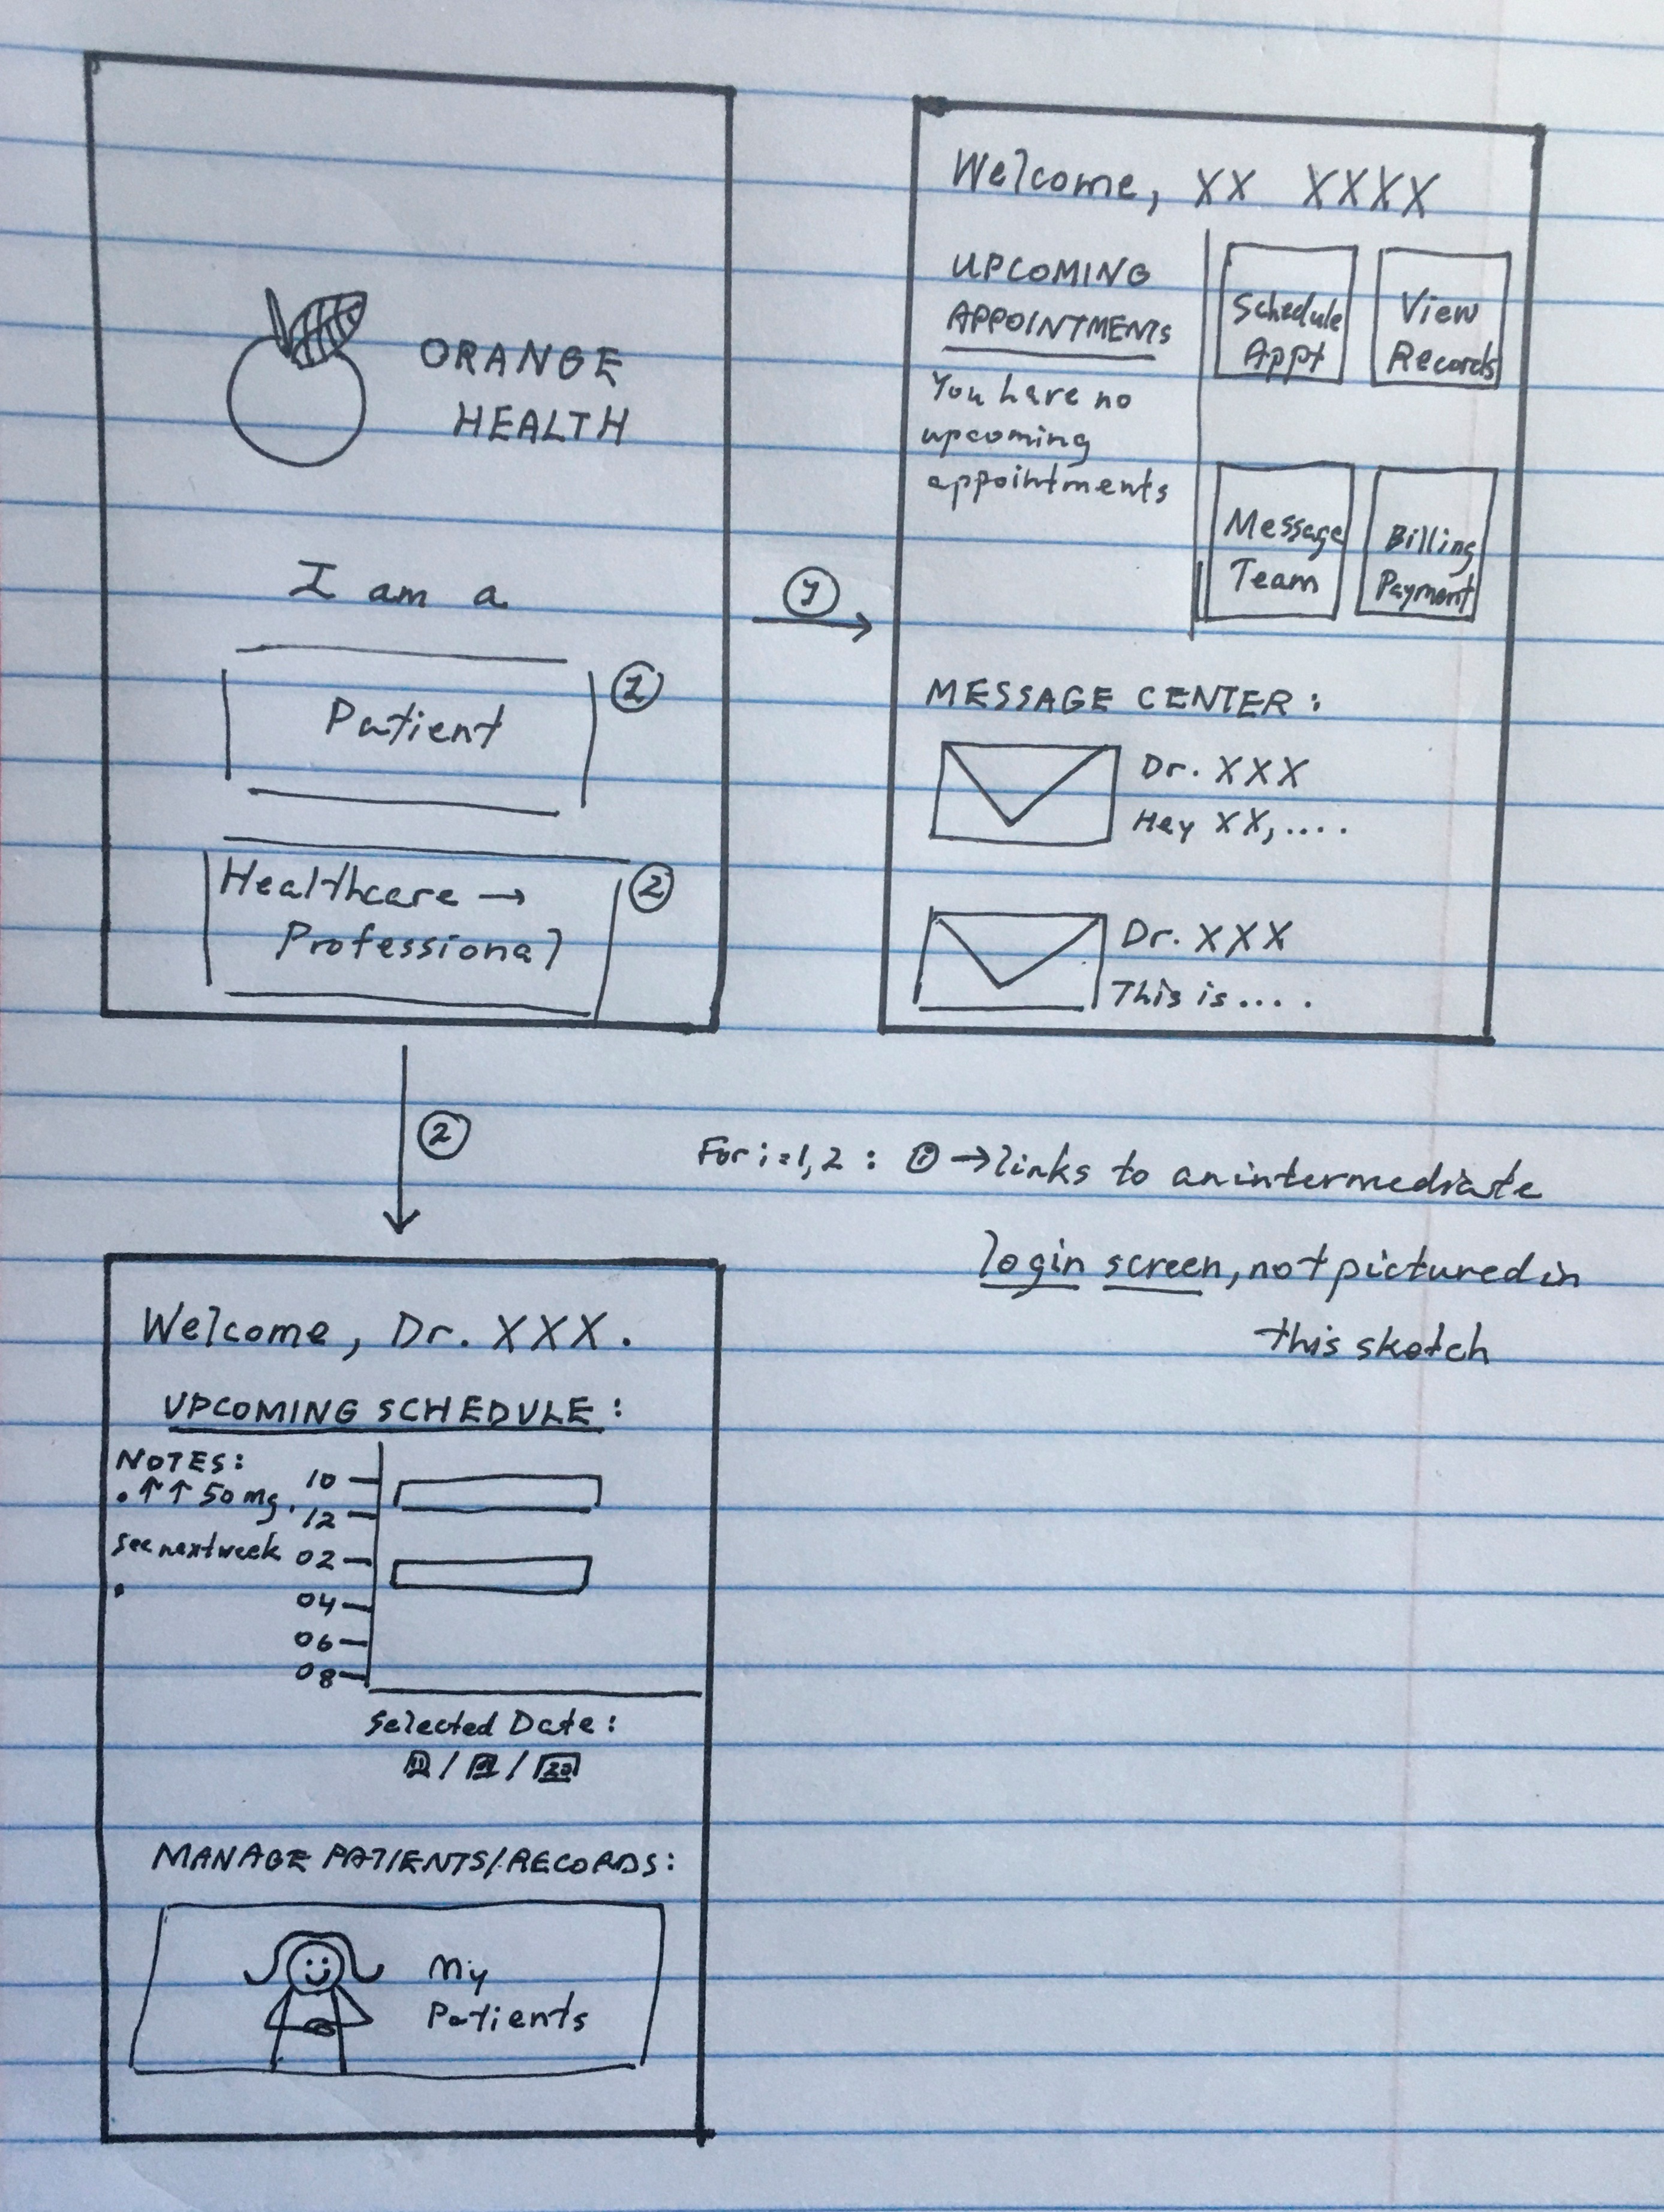 ORANGE
HEALTH
I am a
Patient
1
Healthcare →
Professional
2
1
Welcome, XX XXXX
UPCOMING
APPOINTMENTS
You have no
upcoming
appointments
Schedule
Appt
View
Records
Message
Team
Billing
Payment
MESSAGE CENTER:
Dr. XXX
Hey XX, ....
Dr. XXX
This is ....
2
For i=1,2 : i → links to an intermediate
login screen, not pictured in
this sketch
Welcome, Dr. XXX.
UPCOMING SCHEDULE:
NOTES:
. ↑↑ 50 mg.
see next week
.
10
12
02
04
06
08
Selected Date:
/ /
MANAGE PATIENTS/RECORDS:
My
Patients